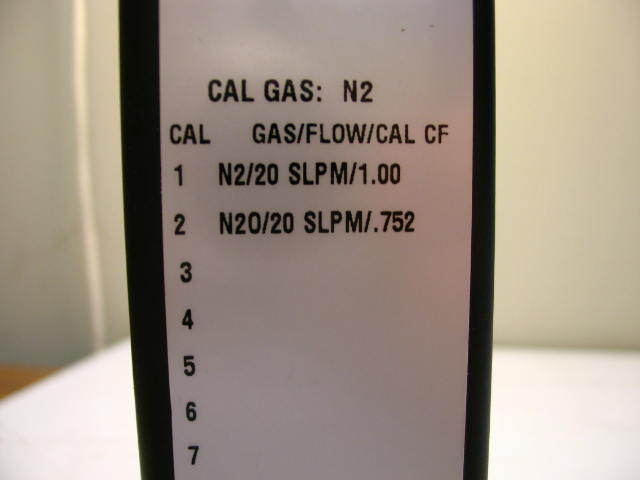 CAL GAS: N2
CAL GAS/FLOW/CAL CF
1 N2/20 SLPM/1.00
2 N2O/20 SLPM/.752
3
4
5
6
7